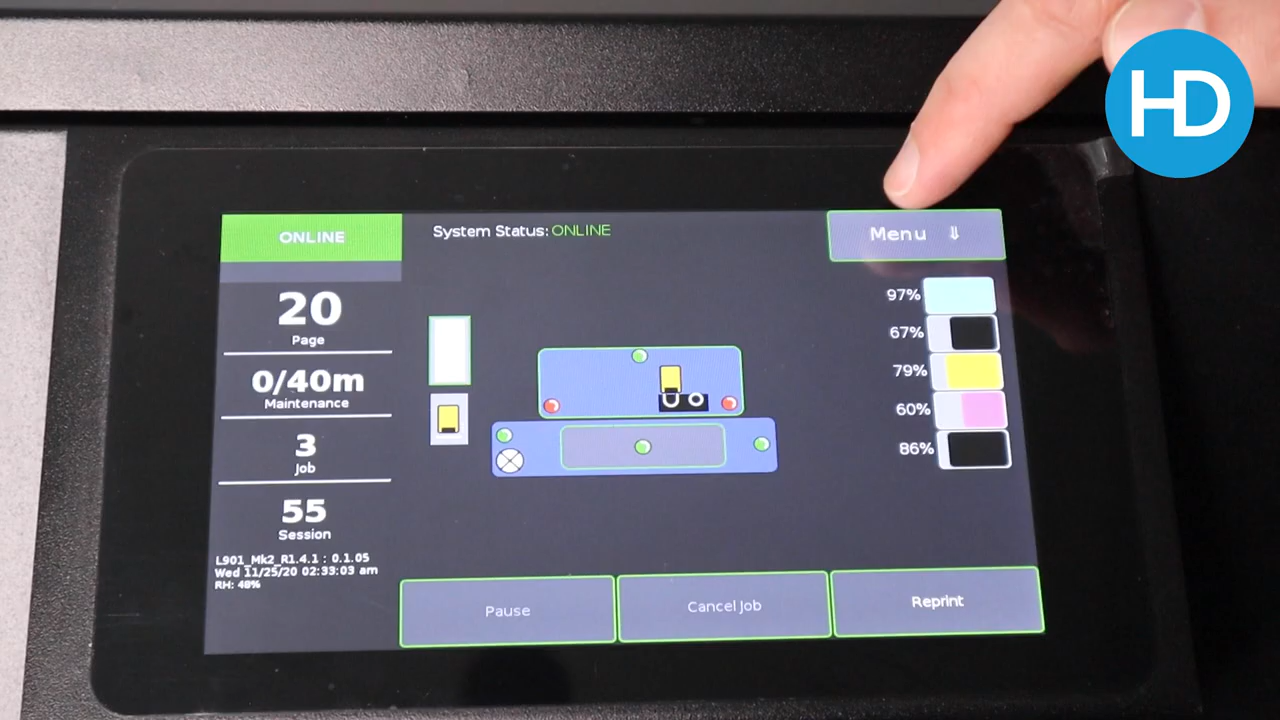 HD
ONLINE
System Status: ONLINE
Menu ⇓
20
Page
0/40m
Maintenance
3
Job
55
Session
L901_Mk2_R1.4.1 : 0.1.05
Wed 11/25/20 02:33:03 am
RH: 48%
97%
67%
79%
60%
86%
Pause
Cancel Job
Reprint